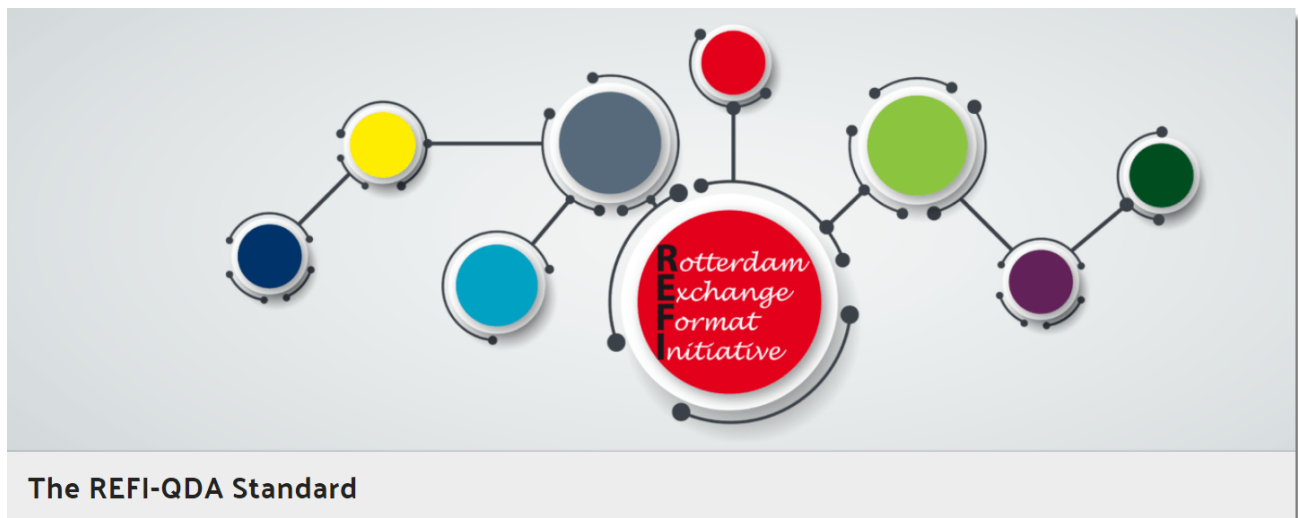 Rotterdam
Exchange
Format
Initiative
The REFI-QDA Standard